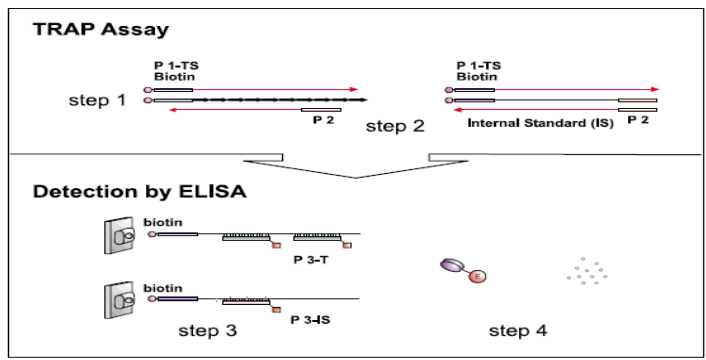 TRAP Assay
P 1-TS
Biotin
step 1
P 2
step 2
P 1-TS
Biotin
Internal Standard (IS)
P 2
Detection by ELISA
biotin
P 3-T
biotin
P 3-IS
step 3
E
step 4